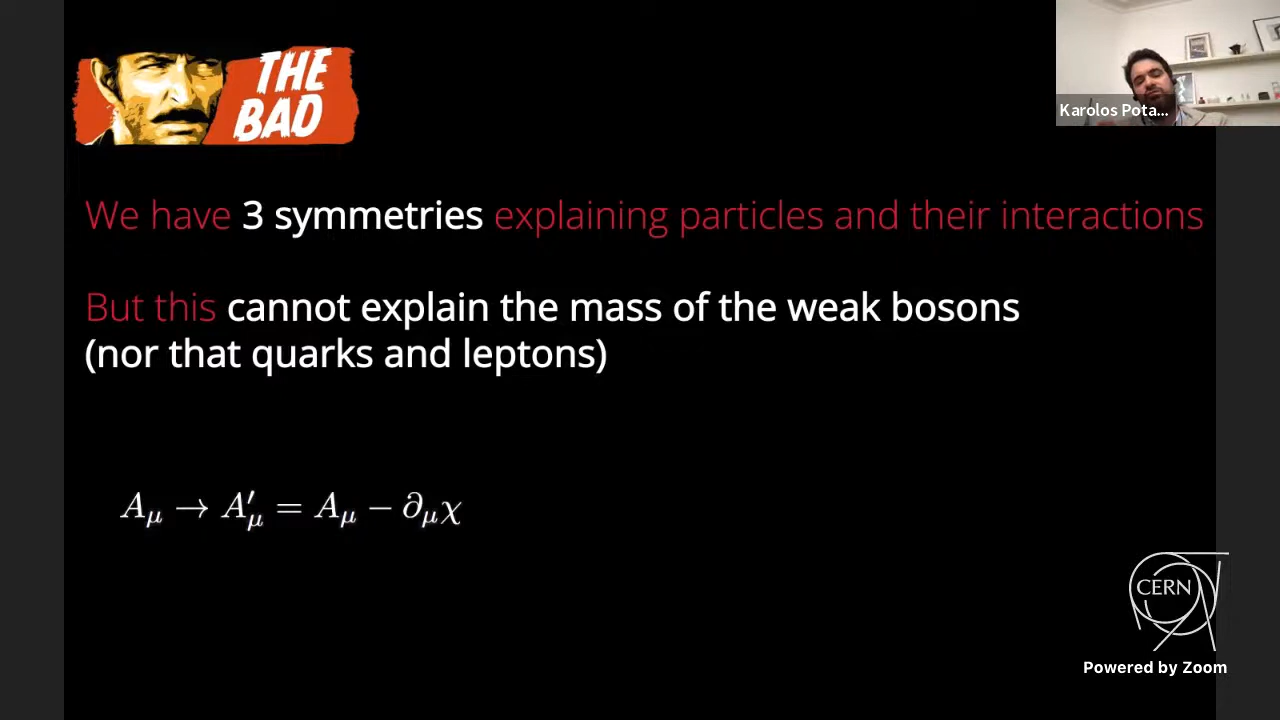 THE
BAD
Karolos Pota...
We have 3 symmetries explaining particles and their interactions
But this cannot explain the mass of the weak bosons
(nor that quarks and leptons)
A_μ → A′_μ = A_μ − ∂_μχ
CERN
Powered by Zoom